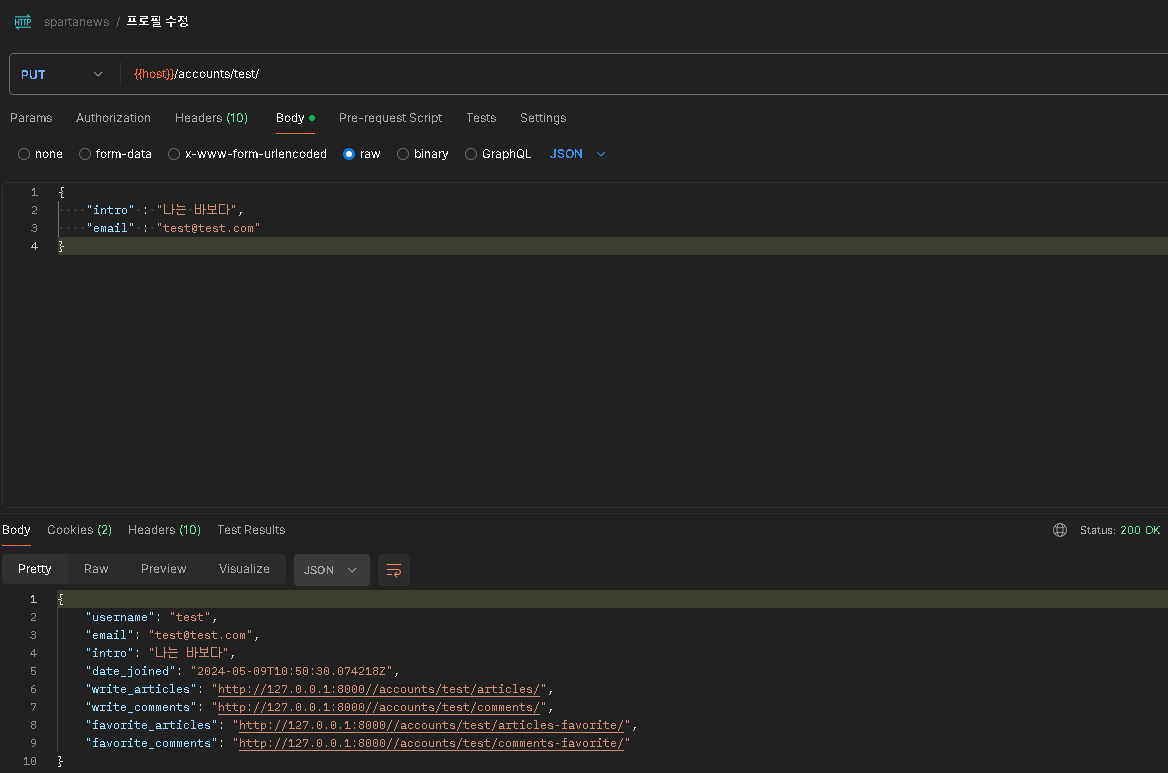 HTTP spartanews / 프로필 수정
PUT {{host}}/accounts/test/
Params Authorization Headers (10) Body Pre-request Script Tests Settings
none form-data x-www-form-urlencoded raw binary GraphQL JSON
1 {
2 "intro" : "나는 바보다",
3 "email" : "test@test.com"
4 }
Body Cookies (2) Headers (10) Test Results Status: 200 OK
Pretty Raw Preview Visualize JSON
1 {
2 "username": "test",
3 "email": "test@test.com",
4 "intro": "나는 바보다",
5 "date_joined": "2024-05-09T10:50:30.074218Z",
6 "write_articles": "http://127.0.0.1:8000//accounts/test/articles/",
7 "write_comments": "http://127.0.0.1:8000//accounts/test/comments/",
8 "favorite_articles": "http://127.0.0.1:8000//accounts/test/articles-favorite/",
9 "favorite_comments": "http://127.0.0.1:8000//accounts/test/comments-favorite/"
10 }